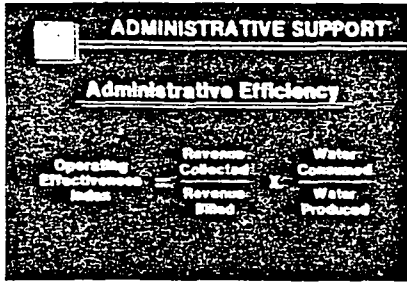 ADMINISTRATIVE SUPPORT
Administrative Efficiency
Operating
Effectiveness
Index
=
Revenue
Collected
Revenue
Billed
x
Water
Consumed
Water
Produced